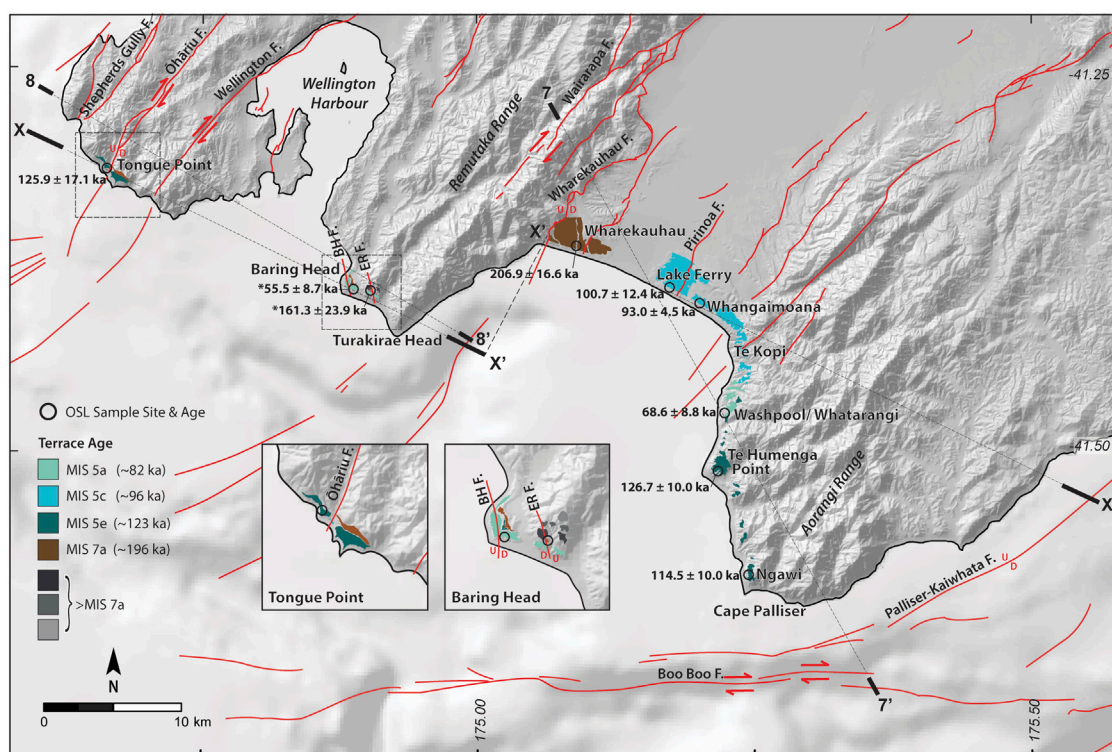 Shepherds Gully F.
Ōhāriu F.
Wellington F.
Wellington
Harbour
-41.25
8
X
U
D
Tongue Point
125.9 ± 17.1 ka
Remutaka Range
7
Wairarapa F.
Wharekauhau F.
U D
X'
Wharekauhau
206.9 ± 16.6 ka
Pirinoa F.
Lake Ferry
100.7 ± 12.4 ka
93.0 ± 4.5 ka
Whangaimoana
BH F.
ER F.
Baring Head
*55.5 ± 8.7 ka
*161.3 ± 23.9 ka
Turakirae Head
8'
X'
Te Kopi
68.6 ± 8.8 ka
Washpool/ Whatarangi
Te Humenga
Point
126.7 ± 10.0 ka
-41.50
Aorangi Range
X
114.5 ± 10.0 ka
Ngawi
Cape Palliser
Palliser-Kaiwhata F.
U
D
Boo Boo F.
7'
OSL Sample Site & Age
Terrace Age
MIS 5a (~82 ka)
MIS 5c (~96 ka)
MIS 5e (~123 ka)
MIS 7a (~196 ka)
>MIS 7a
N
0 10 km
Ōhāriu F.
Tongue Point
BH F.
ER F.
U D
D U
Baring Head
175.00
175.50